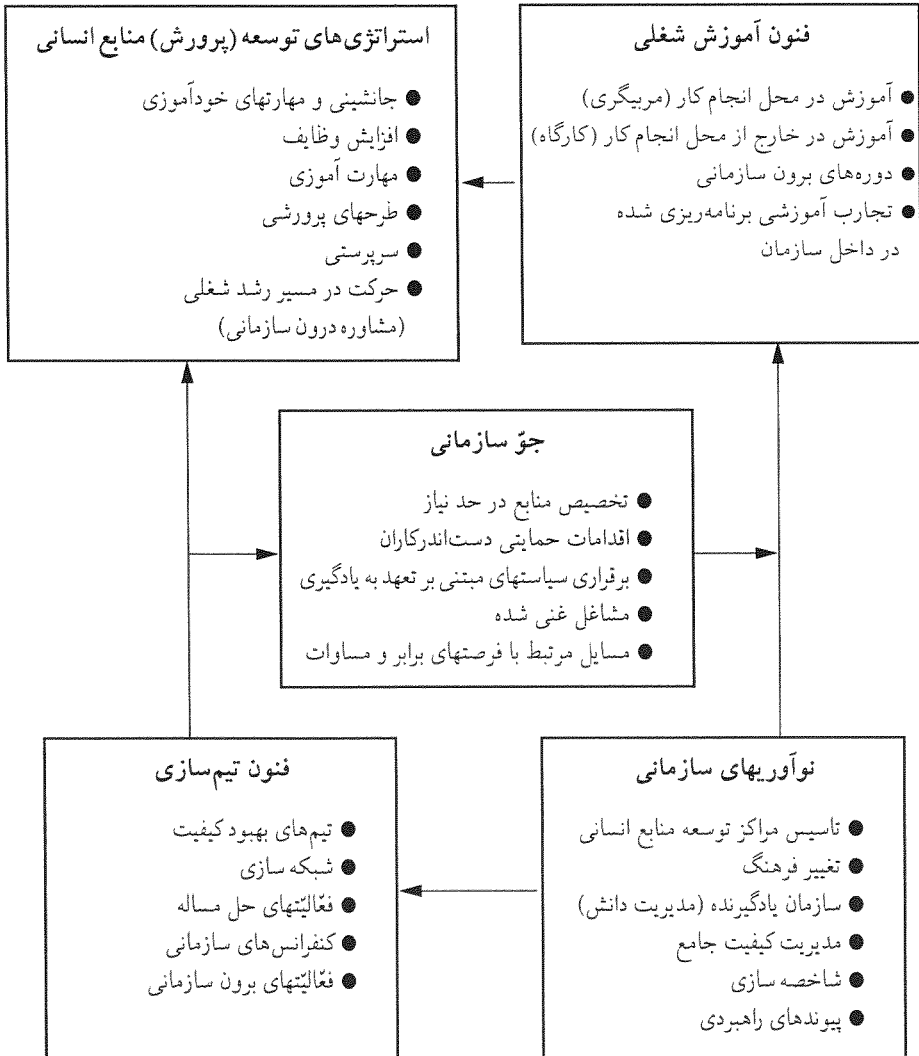 فنون آموزش شغلی
● آموزش در محل انجام کار (مربیگری)
● آموزش در خارج از محل انجام کار (کارگاه)
● دوره‌های برون سازمانی
● تجارب آموزشی برنامه‌ریزی شده
در داخل سازمان
استراتژی‌های توسعه (پرورش) منابع انسانی
● جانشینی و مهارتهای خودآموزی
● افزایش وظایف
● مهارت آموزی
● طرحهای پرورشی
● سرپرستی
● حرکت در مسیر رشد شغلی
(مشاوره درون سازمانی)
جوّ سازمانی
● تخصیص منابع در حد نیاز
● اقدامات حمایتی دست‌اندرکاران
● برقراری سیاستهای مبتنی بر تعهد به یادگیری
● مشاغل غنی شده
● مسایل مرتبط با فرصتهای برابر و مساوات
نوآوریهای سازمانی
● تاسیس مراکز توسعه منابع انسانی
● تغییر فرهنگ
● سازمان یادگیرنده (مدیریت دانش)
● مدیریت کیفیت جامع
● شاخصه سازی
● پیوندهای راهبردی
فنون تیم‌سازی
● تیم‌های بهبود کیفیت
● شبکه سازی
● فعّالیّتهای حل مساله
● کنفرانس‌های سازمانی
● فعّالیّتهای برون سازمانی